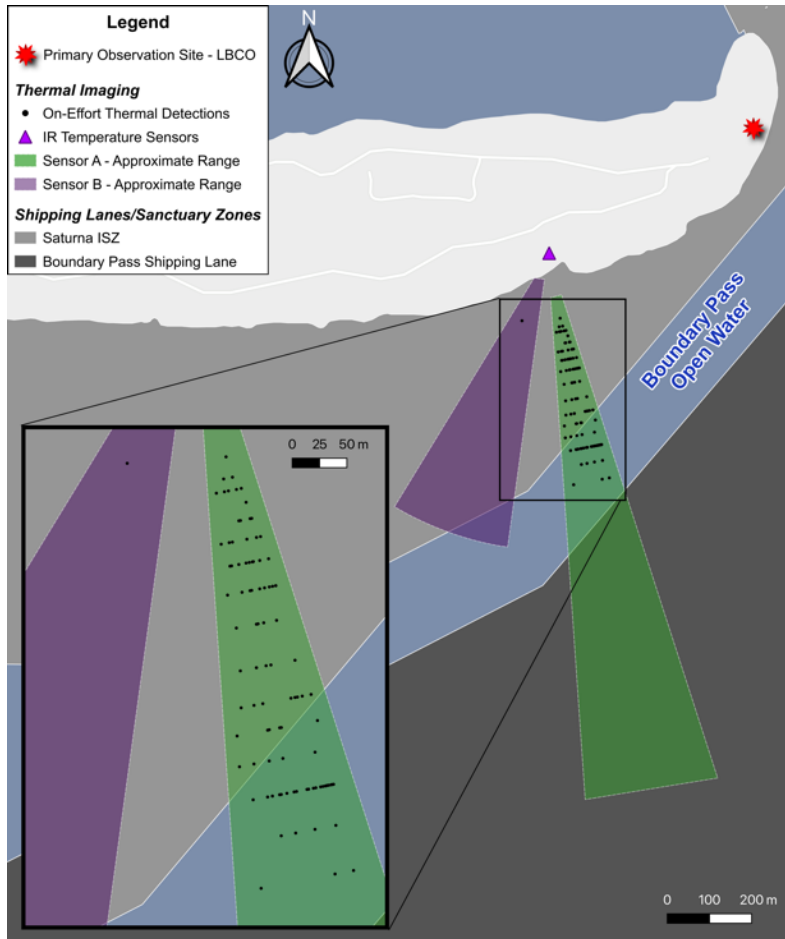 Legend
Primary Observation Site - LBCO
Thermal Imaging
On-Effort Thermal Detections
IR Temperature Sensors
Sensor A - Approximate Range
Sensor B - Approximate Range
Shipping Lanes/Sanctuary Zones
Saturna ISZ
Boundary Pass Shipping Lane
N
Boundary Pass
Open Water
0 25 50 m
0 100 200 m